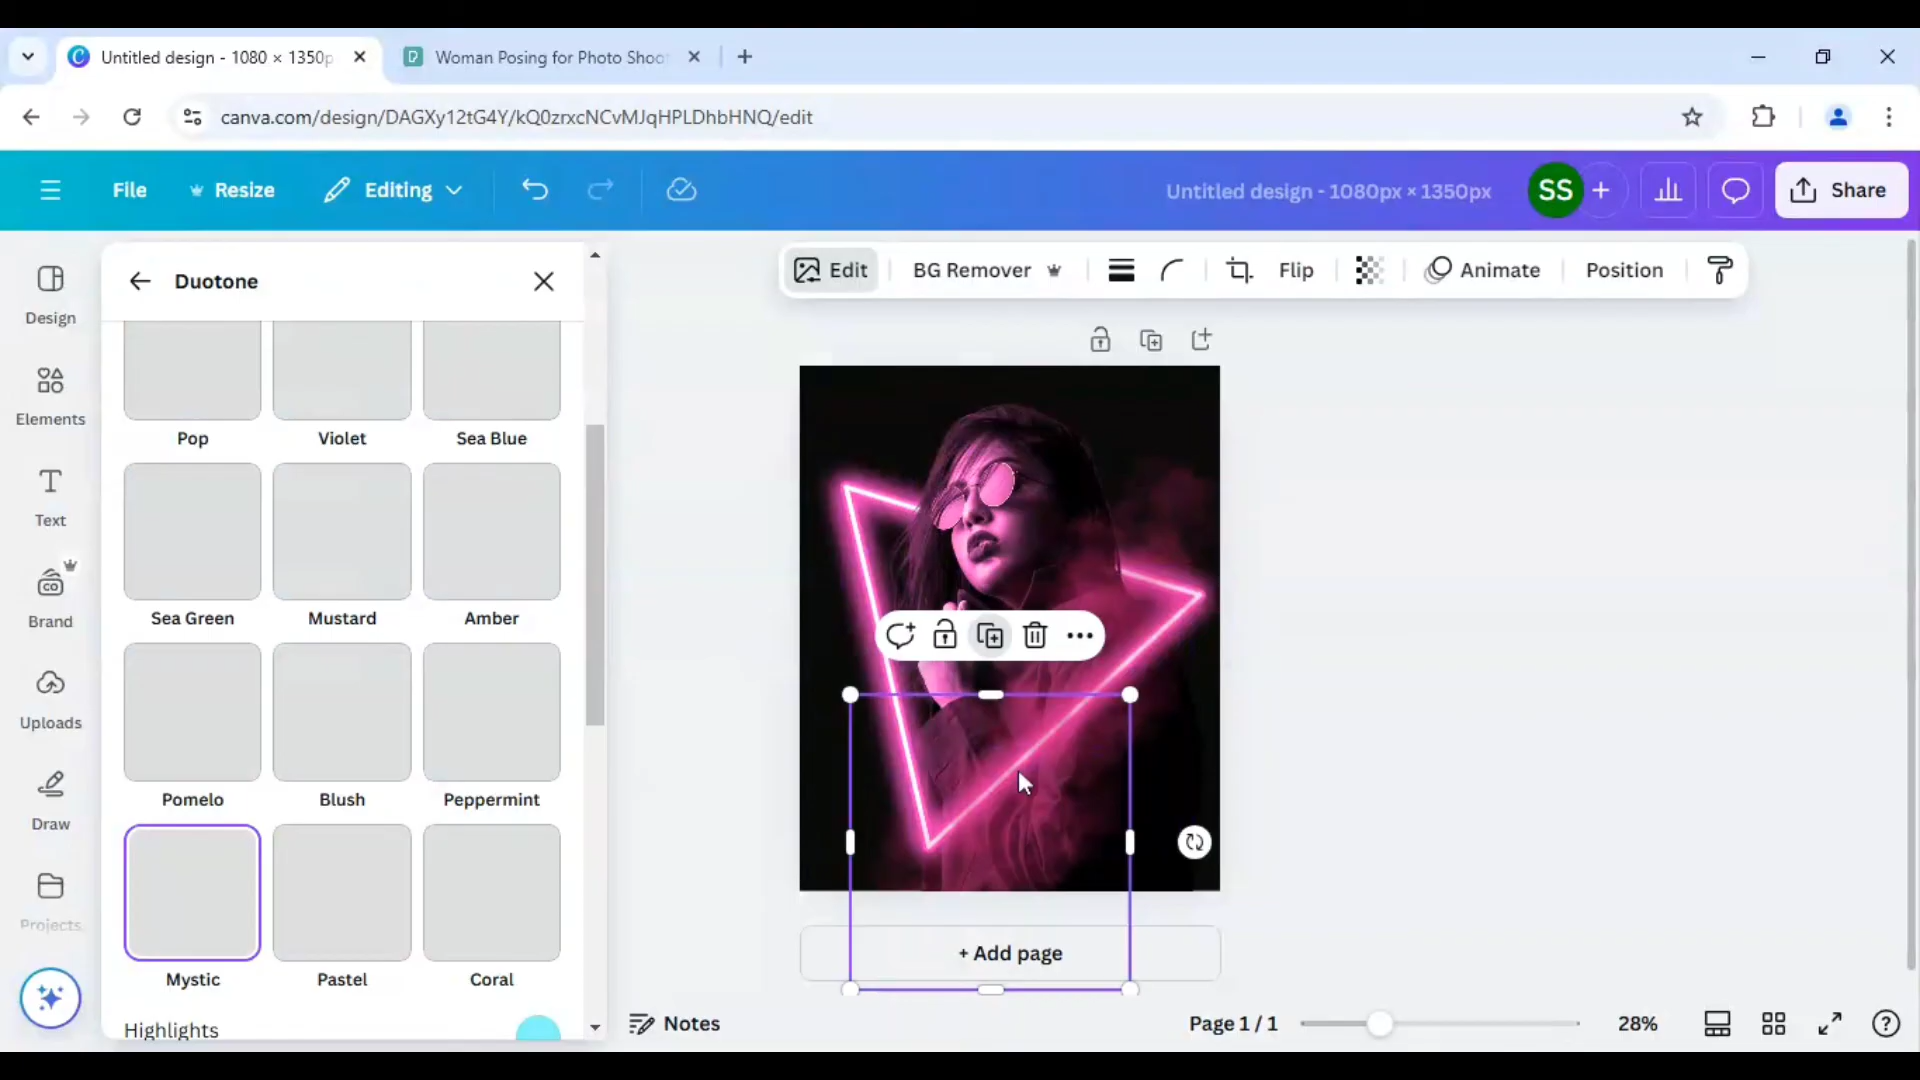 Untitled design - 1080 × 1350p
Woman Posing for Photo Shoot
canva.com/design/DAGXy12tG4Y/kQ0zrxcNCvMJqHPLDhbHNQ/edit
File
Resize
Editing
Untitled design - 1080px × 1350px
SS
Share
Design
Elements
Text
Brand
Uploads
Draw
Projects
Duotone
Pop
Violet
Sea Blue
Sea Green
Mustard
Amber
Pomelo
Blush
Peppermint
Mystic
Pastel
Coral
Highlights
Edit
BG Remover
Flip
Animate
Position
+ Add page
Notes
Page 1 / 1
28%